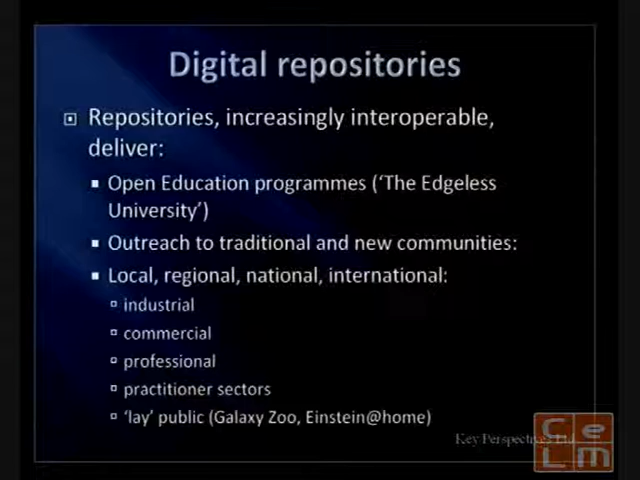 Digital repositories
Repositories, increasingly interoperable,
deliver:
Open Education programmes (‘The Edgeless
University’)
Outreach to traditional and new communities:
Local, regional, national, international:
industrial
commercial
professional
practitioner sectors
‘lay’ public (Galaxy Zoo, Einstein@home)
Key Perspectives Ltd
CeLM